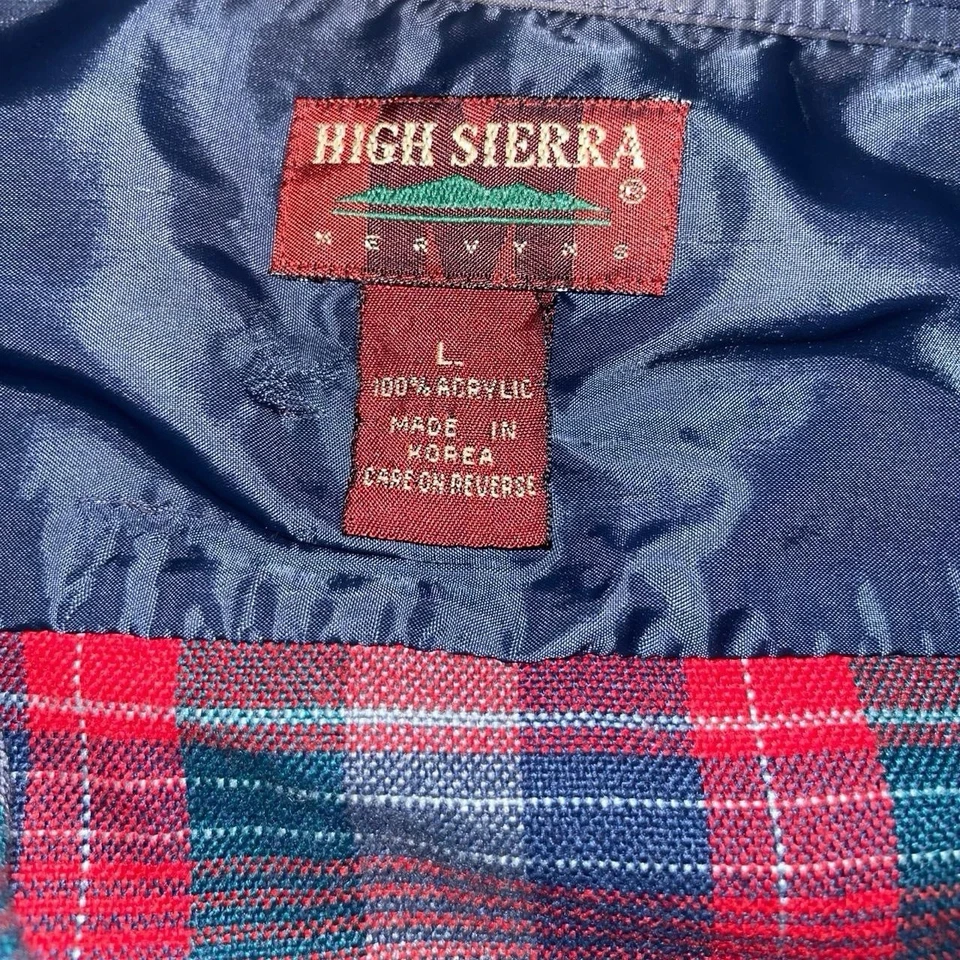 HIGH SIERRA
®
MERVYNS
L.
100% ACRYLIC
MADE IN
KOREA
CARE ON REVERSE